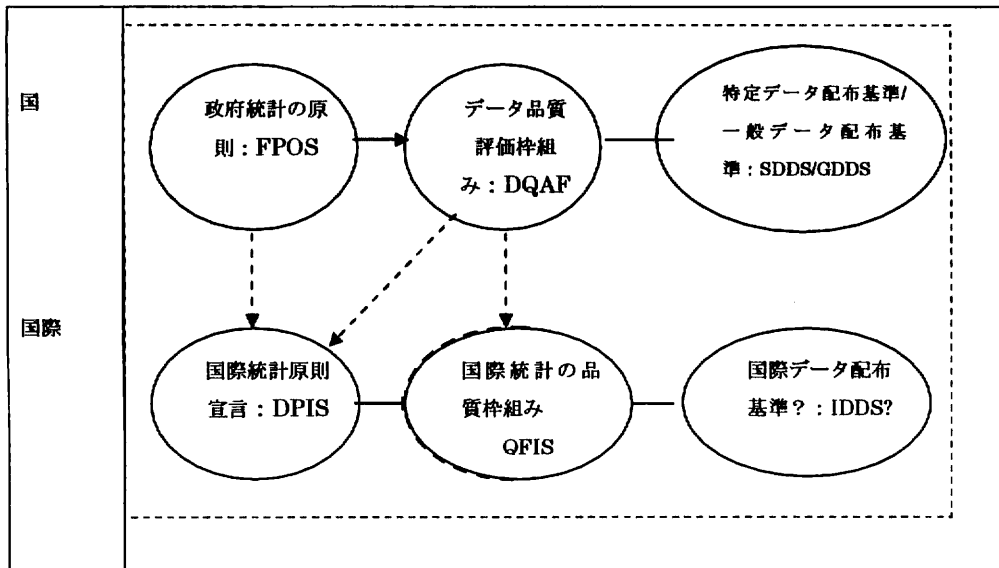 国
政府統計の原
則：FPOS
データ品質
評価枠組
み：DQAF
特定データ配布基準/
一般データ配布基
準：SDDS/GDDS
国際
国際統計原則
宣言：DPIS
国際統計の品
質枠組み
QFIS
国際データ配布
基準？：IDDS?